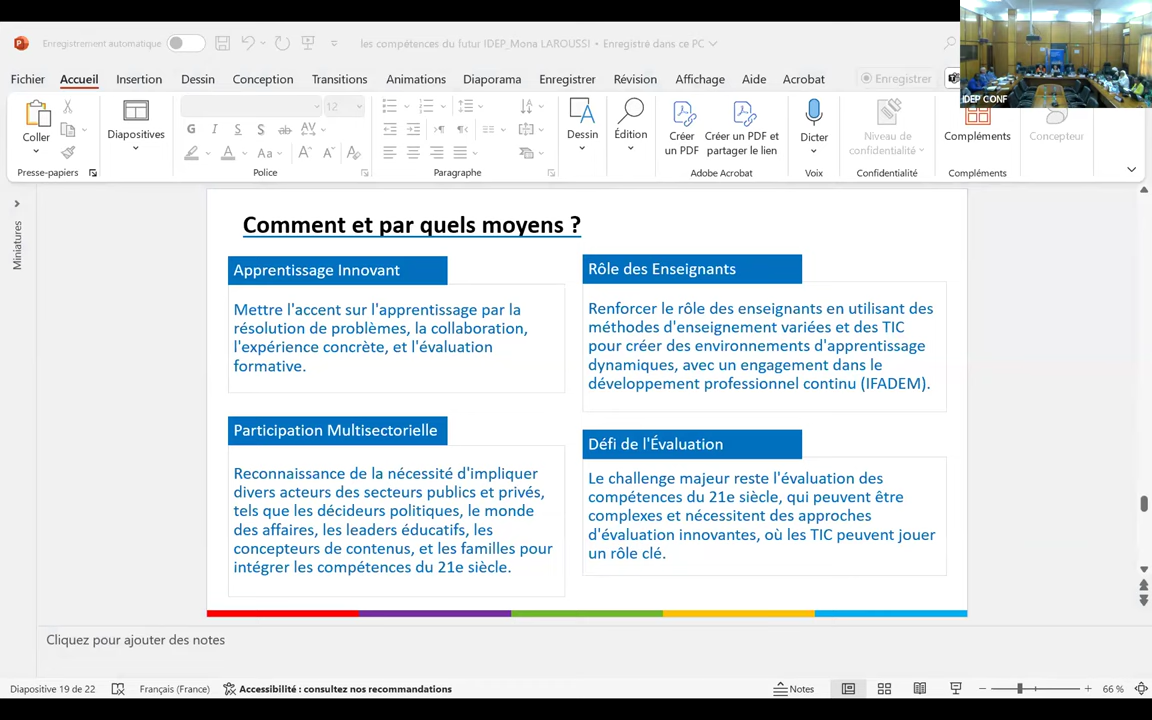 Enregistrement automatique
les compétences du futur IDEP_Mona LAROUSSI • Enregistré dans ce PC
IDEP CONF
Fichier Accueil Insertion Dessin Conception Transitions Animations Diaporama Enregistrer Révision Affichage Aide Acrobat Enregistrer
Coller
Presse-papiers
Diapositives
12
G I S S ab AV
A Aa A A A
Police
Paragraphe
Dessin
Édition
Créer un PDF
Créer un PDF et partager le lien
Adobe Acrobat
Dicter
Voix
Niveau de confidentialité
Confidentialité
Compléments
Compléments
Concepteur
Miniatures
Comment et par quels moyens ?
Apprentissage Innovant
Mettre l'accent sur l'apprentissage par la
résolution de problèmes, la collaboration,
l'expérience concrète, et l'évaluation
formative.
Rôle des Enseignants
Renforcer le rôle des enseignants en utilisant des
méthodes d'enseignement variées et des TIC
pour créer des environnements d'apprentissage
dynamiques, avec un engagement dans le
développement professionnel continu (IFADEM).
Participation Multisectorielle
Reconnaissance de la nécessité d'impliquer
divers acteurs des secteurs publics et privés,
tels que les décideurs politiques, le monde
des affaires, les leaders éducatifs, les
concepteurs de contenus, et les familles pour
intégrer les compétences du 21e siècle.
Défi de l'Évaluation
Le challenge majeur reste l'évaluation des
compétences du 21e siècle, qui peuvent être
complexes et nécessitent des approches
d'évaluation innovantes, où les TIC peuvent jouer
un rôle clé.
Cliquez pour ajouter des notes
Diapositive 19 de 22 Français (France) Accessibilité : consultez nos recommandations Notes 66 %